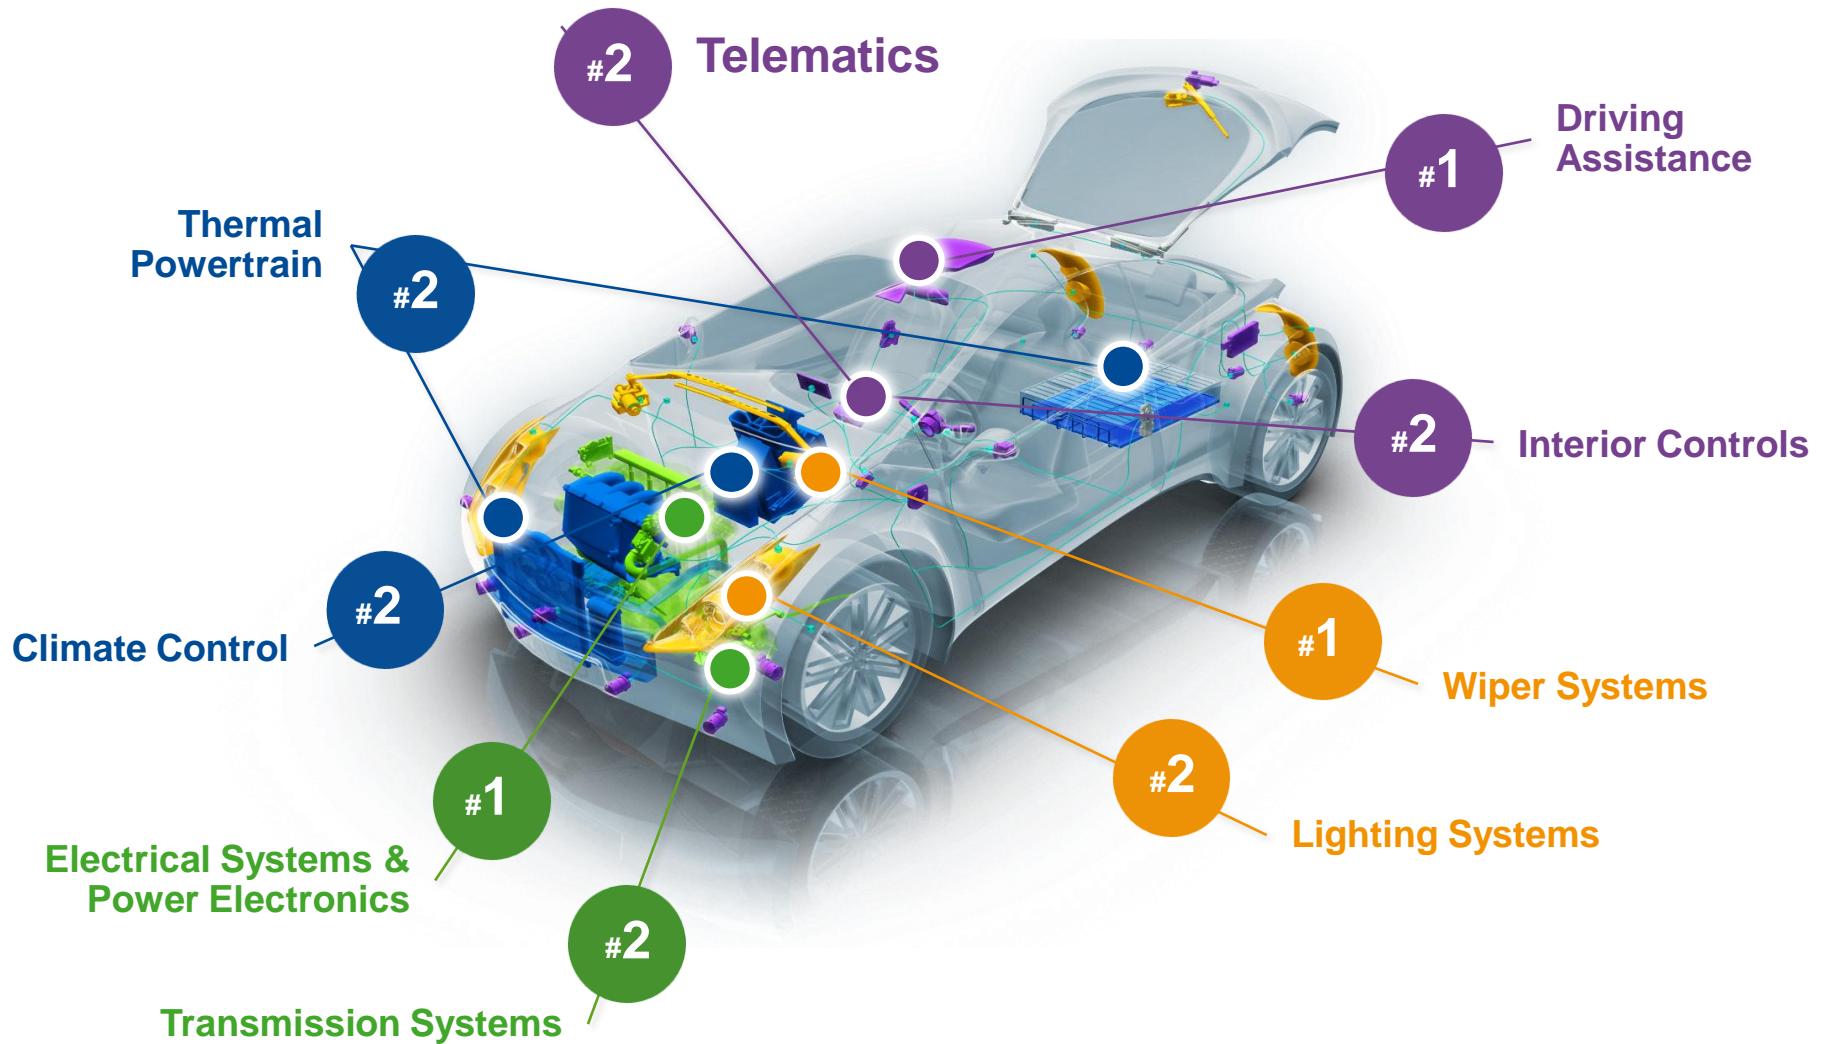 #2
Telematics
Driving
Assistance
#1
Thermal
Powertrain
#2
#2
Interior Controls
#2
Climate Control
#1
Wiper Systems
#2
Lighting Systems
#1
Electrical Systems &
Power Electronics
#2
Transmission Systems